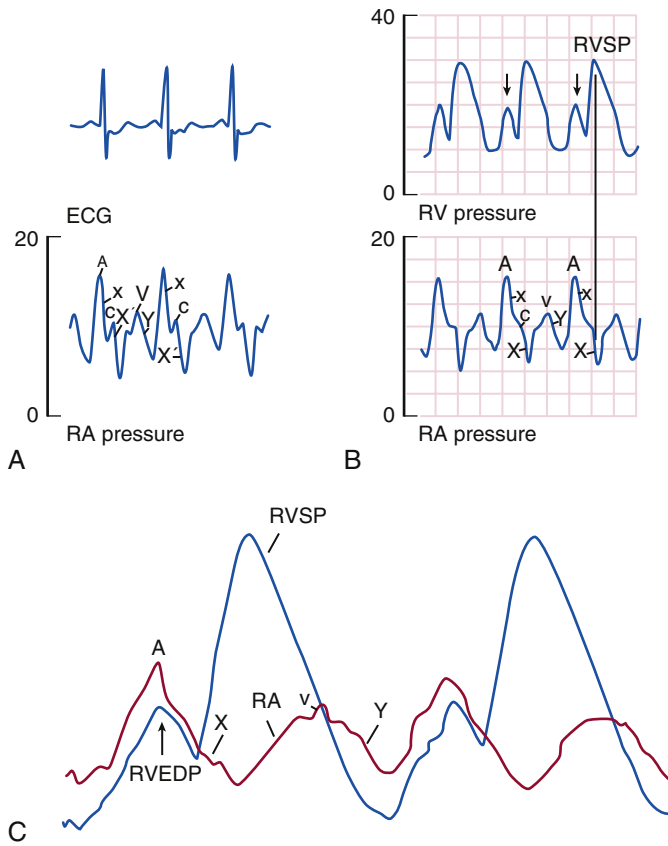 ECG
20
A
x
C
X´
V
Y
x
c
X´
0
RA pressure
A
40
RVSP
0
RV pressure
20
A
A
x
c
v
Y
x
X
X
0
RA pressure
B
RVSP
A
X
RA
v
Y
RVEDP
C